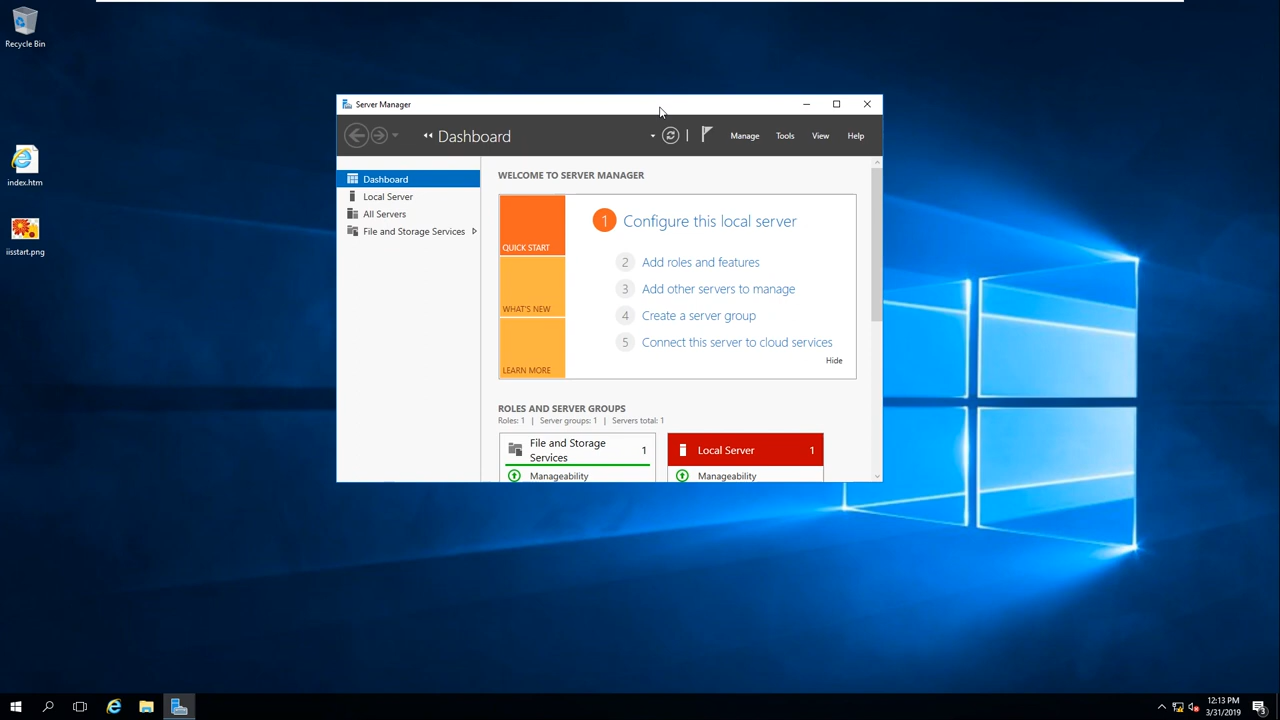 Recycle Bin
index.htm
iisstart.png
Server Manager
Dashboard
Manage Tools View Help
Dashboard
Local Server
All Servers
File and Storage Services
WELCOME TO SERVER MANAGER
QUICK START
WHAT'S NEW
LEARN MORE
1 Configure this local server
2 Add roles and features
3 Add other servers to manage
4 Create a server group
5 Connect this server to cloud services
Hide
ROLES AND SERVER GROUPS
Roles: 1 | Server groups: 1 | Servers total: 1
File and Storage
Services
1
Manageability
Local Server 1
Manageability
12:13 PM
3/31/2019
3